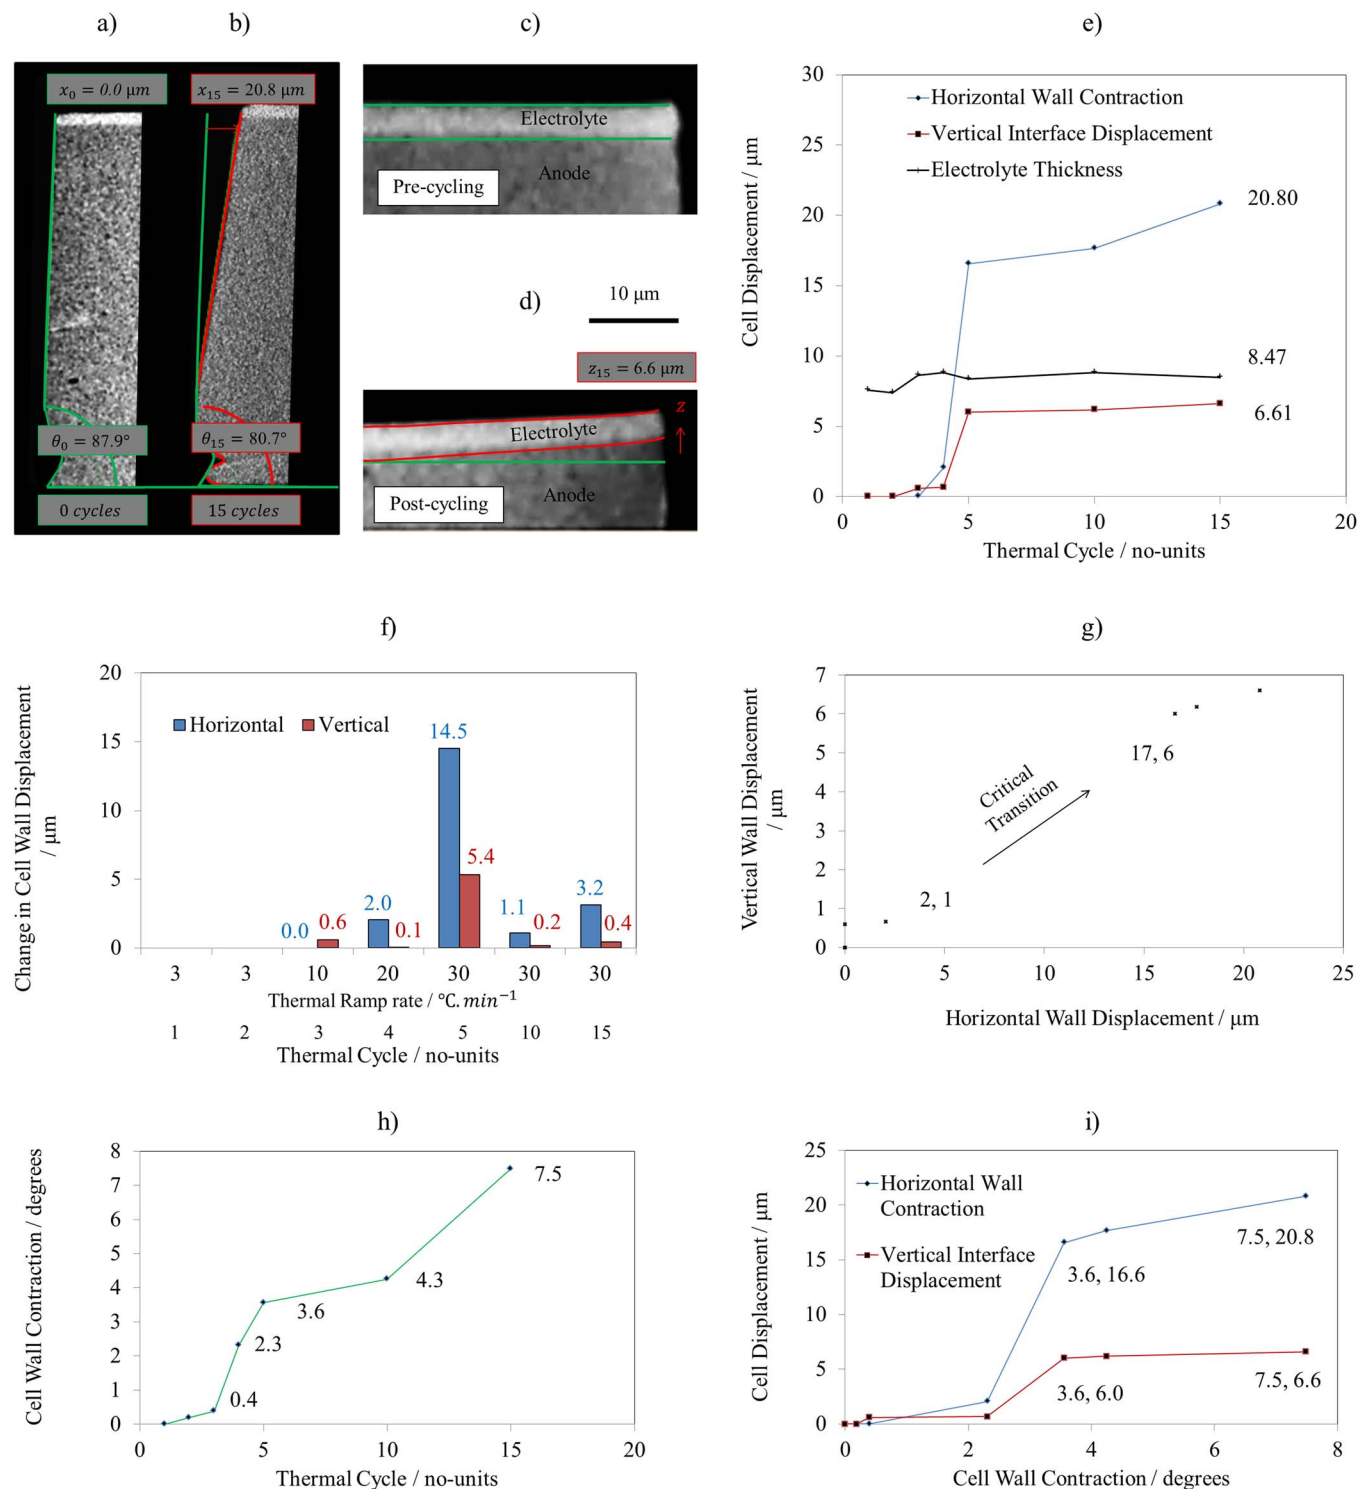 a)
b)
c)
e)
x₀ = 0.0 μm
x₁₅ = 20.8 μm
θ₀ = 87.9°
θ₁₅ = 80.7°
0 cycles
15 cycles
Electrolyte
Anode
Pre-cycling
d)
10 μm
z₁₅ = 6.6 μm
z
Electrolyte
Anode
Post-cycling
Cell Displacement / μm
30
25
20
15
10
5
0
Horizontal Wall Contraction
Vertical Interface Displacement
Electrolyte Thickness
20.80
8.47
6.61
0 5 10 15 20
Thermal Cycle / no-units
f)
Change in Cell Wall Displacement
/ μm
20
15
10
5
0
Horizontal Vertical
0.0 0.6 2.0 0.1 14.5 5.4 1.1 0.2 3.2 0.4
3 3 10 20 30 30 30
Thermal Ramp rate / °C.min⁻¹
1 2 3 4 5 10 15
Thermal Cycle / no-units
g)
Vertical Wall Displacement
/ μm
7
6
5
4
3
2
1
0
17, 6
Critical
Transition
2, 1
0 5 10 15 20 25
Horizontal Wall Displacement / μm
h)
Cell Wall Contraction / degrees
8
7
6
5
4
3
2
1
0
7.5
4.3
3.6
2.3
0.4
0 5 10 15 20
Thermal Cycle / no-units
i)
Cell Displacement / μm
25
20
15
10
5
0
Horizontal Wall
Contraction
Vertical Interface
Displacement
7.5, 20.8
3.6, 16.6
3.6, 6.0
7.5, 6.6
0 2 4 6 8
Cell Wall Contraction / degrees